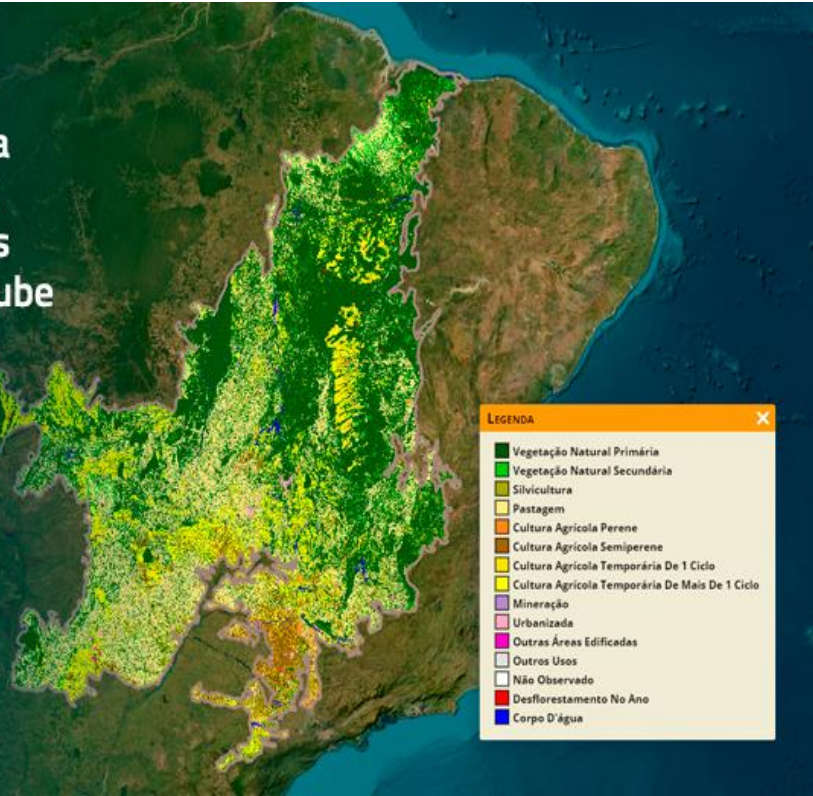 a
s
ube
LEGENDA
Vegetação Natural Primária
Vegetação Natural Secundária
Silvicultura
Pastagem
Cultura Agrícola Perene
Cultura Agrícola Semiperene
Cultura Agrícola Temporária De 1 Ciclo
Cultura Agrícola Temporária De Mais De 1 Ciclo
Mineração
Urbanizada
Outras Áreas Edificadas
Outros Usos
Não Observado
Desflorestamento No Ano
Corpo D'água